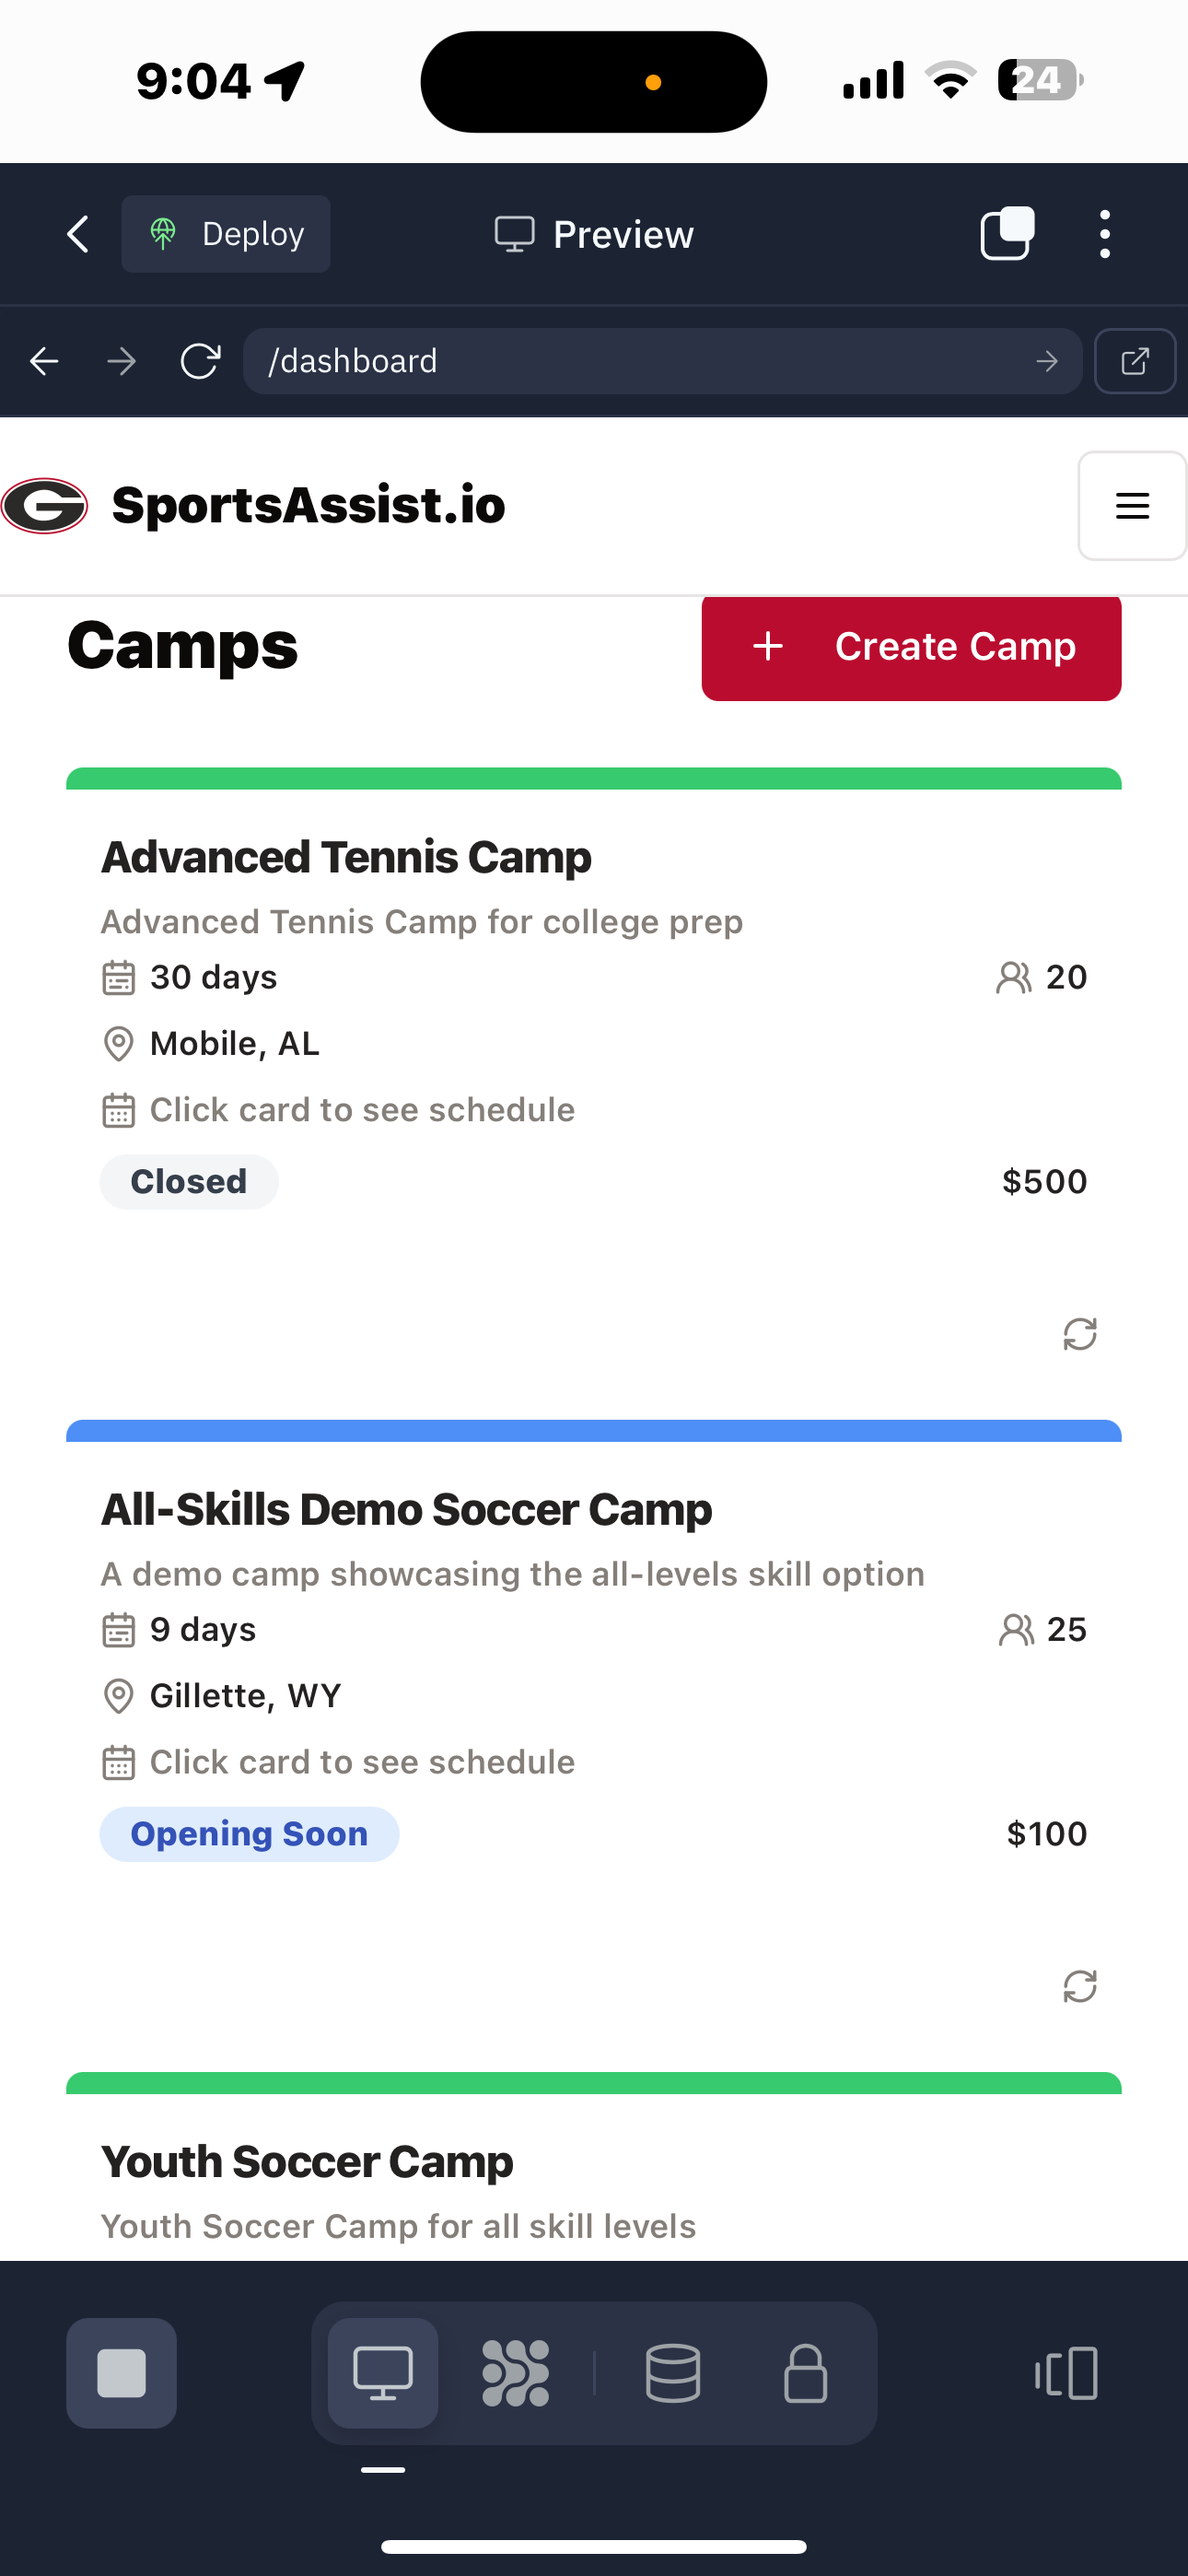 9:04
24
Deploy
Preview
/dashboard
G SportsAssist.io
Camps
+ Create Camp
Advanced Tennis Camp
Advanced Tennis Camp for college prep
30 days 20
Mobile, AL
Click card to see schedule
Closed $500
All-Skills Demo Soccer Camp
A demo camp showcasing the all-levels skill option
9 days 25
Gillette, WY
Click card to see schedule
Opening Soon $100
Youth Soccer Camp
Youth Soccer Camp for all skill levels